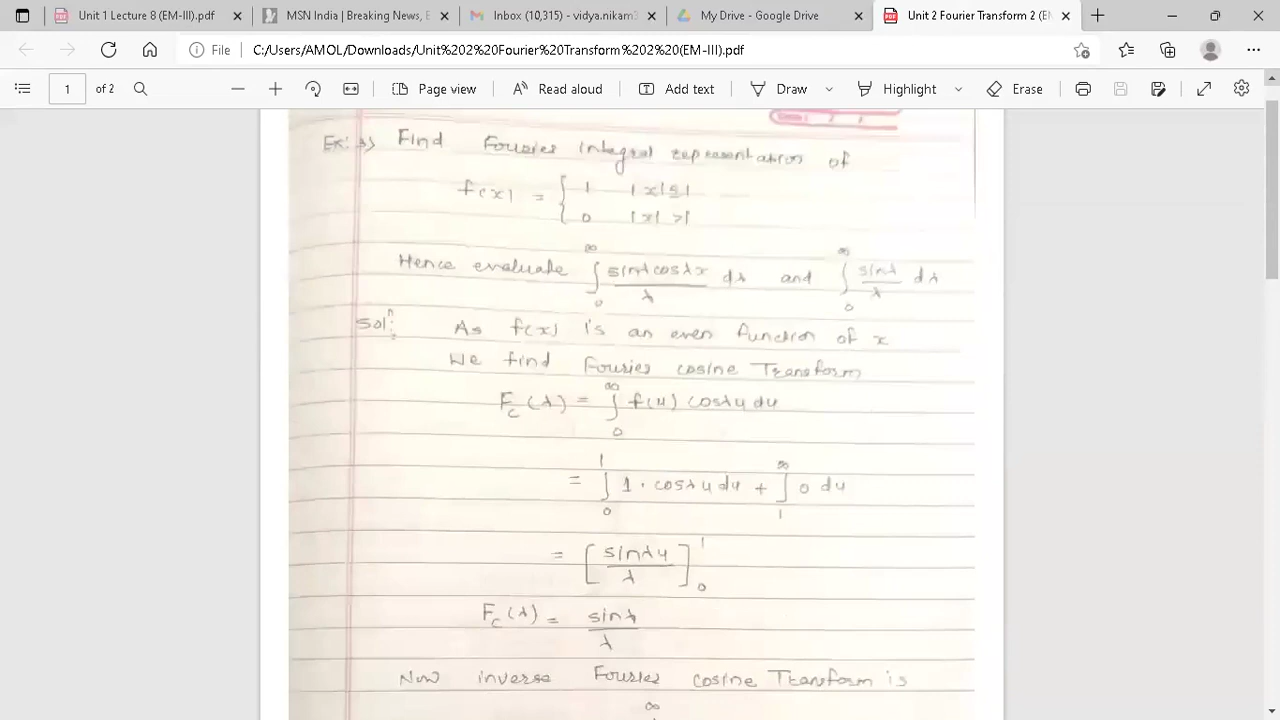 Unit 1 Lecture 8 (EM-III).pdf
MSN India | Breaking News, E
Inbox (10,315) - vidya.nikam3
My Drive - Google Drive
Unit 2 Fourier Transform 2 (EM
File C:/Users/AMOL/Downloads/Unit%202%20Fourier%20Transform%202%20(EM-III).pdf
1 of 2 Page view Read aloud Add text Draw Highlight Erase
Find Fourier integral representation of
f(x) = { 1 |x|≤1
0 |x|>1
Hence evaluate ∫₀^∞ sinλcosλx/λ dλ and ∫₀^∞ sinλ/λ dλ
Solⁿ: As f(x) is an even function of x
We find Fourier cosine Transform
F_c(λ) = ∫₀^∞ f(u) cosλu du
= ∫₀^1 1·cosλu du + ∫₁^∞ 0 du
= [sinλu/λ]₀^1
F_c(λ) = sinλ/λ
Now inverse Fourier cosine Transform is
∞